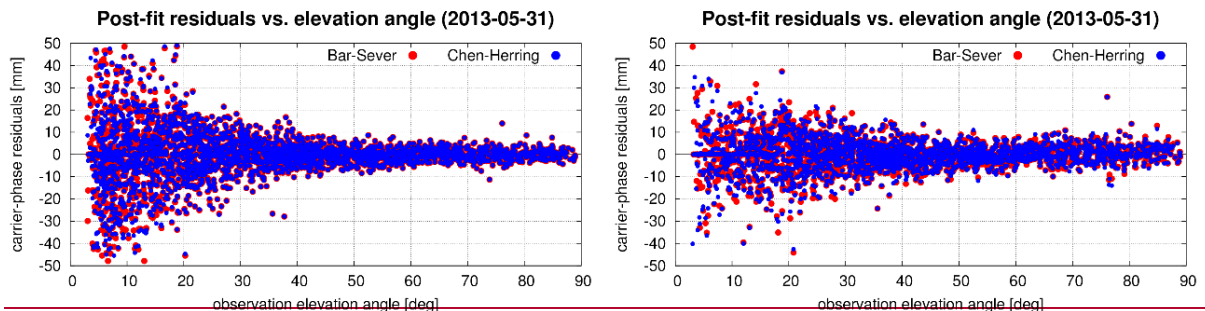 Post-fit residuals vs. elevation angle (2013-05-31)
Bar-Sever Chen-Herring
carrier-phase residuals [mm]
50
40
30
20
10
0
-10
-20
-30
-40
-50
0 10 20 30 40 50 60 70 80 90
observation elevation angle [deg]
Post-fit residuals vs. elevation angle (2013-05-31)
Bar-Sever Chen-Herring
carrier-phase residuals [mm]
50
40
30
20
10
0
-10
-20
-30
-40
-50
0 10 20 30 40 50 60 70 80 90
observation elevation angle [deg]